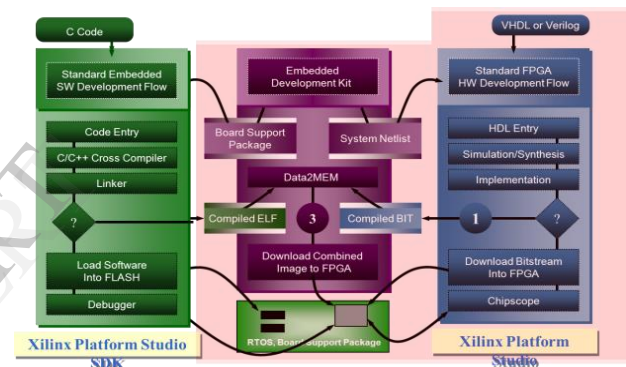 C Code
VHDL or Verilog
Standard Embedded
SW Development Flow
Embedded
Development Kit
Standard FPGA
HW Development Flow
Code Entry
C/C++ Cross Compiler
Linker
?
Load Software
Into FLASH
Debugger
Board Support
Package
System Netlist
Data2MEM
Compiled ELF
3
Compiled BIT
Download Combined
Image to FPGA
RTOS, Board Support Package
HDL Entry
Simulation/Synthesis
Implementation
1
?
Download Bitstream
Into FPGA
Chipscope
Xilinx Platform Studio
SDK
Xilinx Platform
Studio